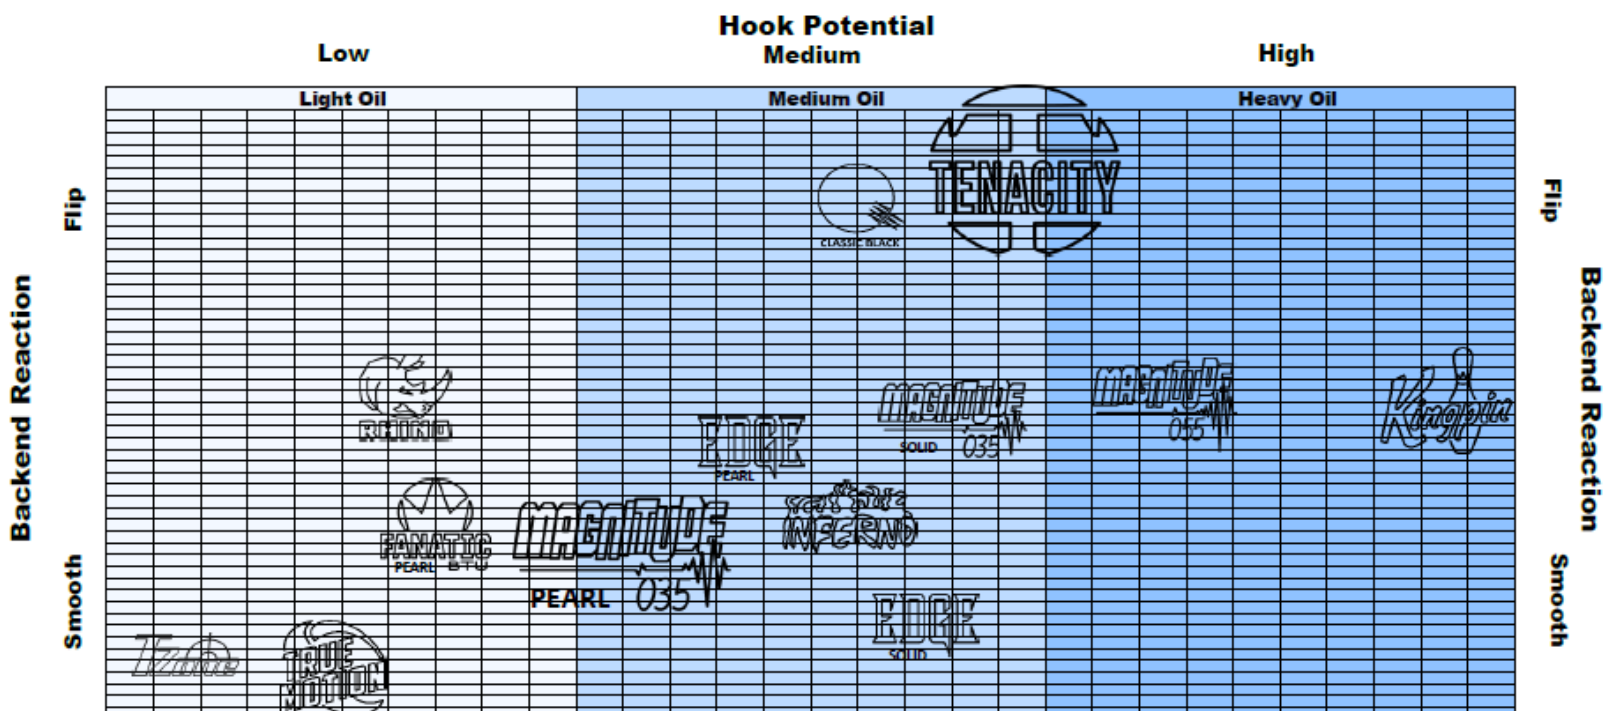 Hook Potential
Low
Medium
High
Light Oil
Medium Oil
Heavy Oil
Flip
Backend Reaction
Smooth
TENACITY
CLASSIC BLACK
RHINO
MAGNITUDE
055
Kingpin
MAGNITUDE
SOLID 035
EDGE
PEARL
INFERNO
FANATIC
PEARL BTU
MAGNITUDE
PEARL 035
EDGE
SOLID
TZone
TRUE
MOTION
Flip
Backend Reaction
Smooth